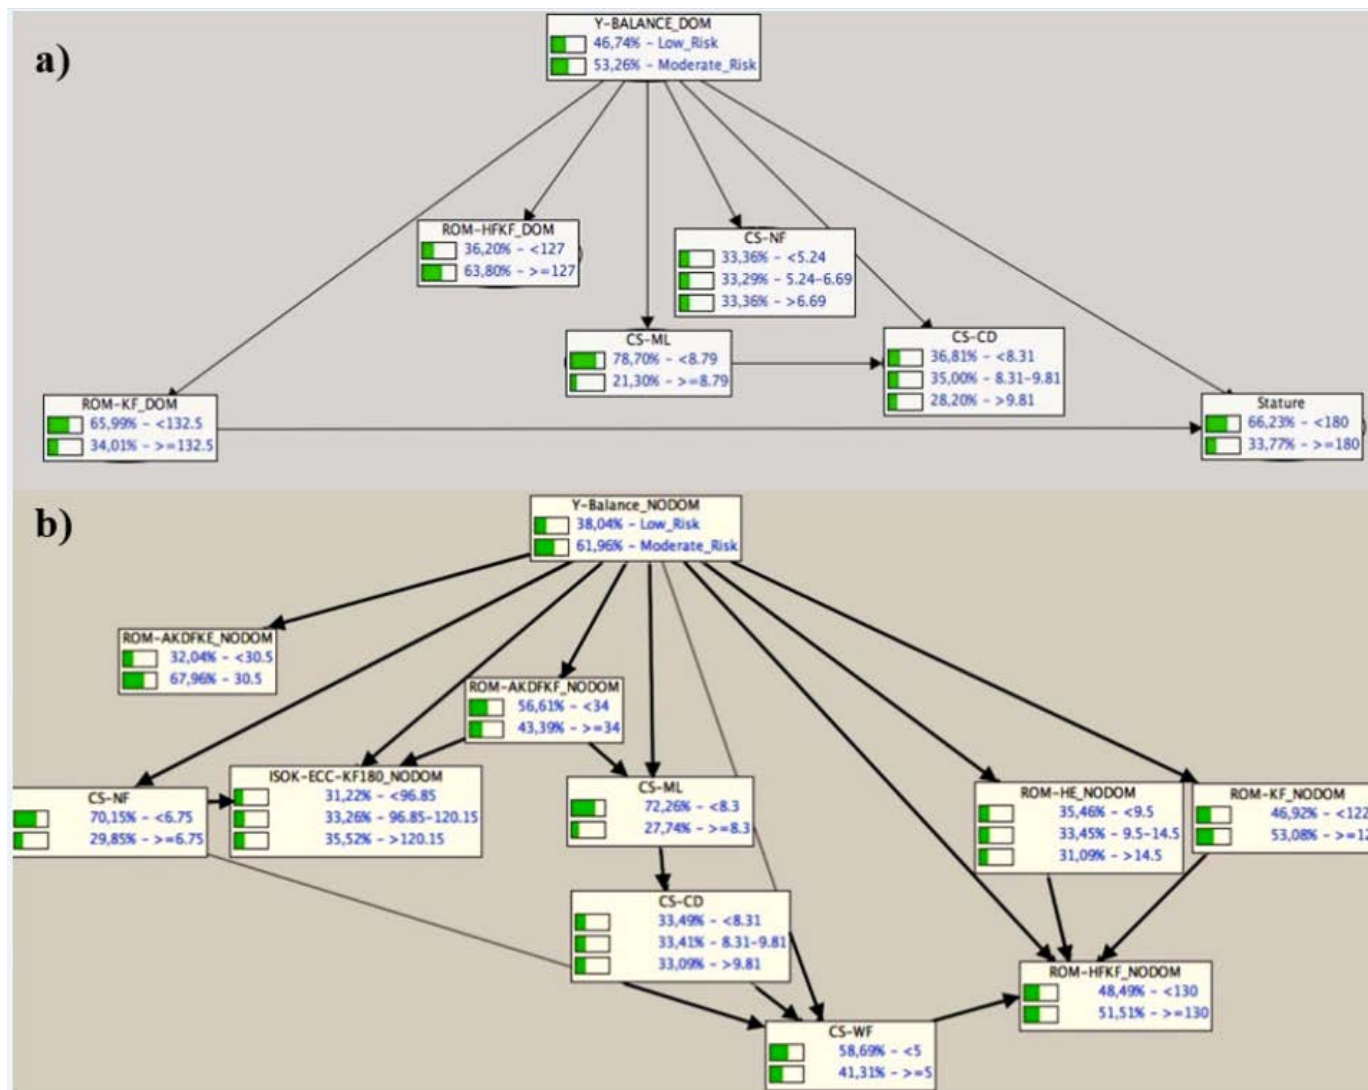 a)
Y-BALANCE_DOM
46,74% - Low_Risk
53,26% - Moderate_Risk
ROM-HFKF_DOM
36,20% - <127
63,80% - >=127
CS-NF
33,36% - <5.24
33,29% - 5.24-6.69
33,36% - >6.69
CS-ML
78,70% - <8.79
21,30% - >=8.79
CS-CD
36,81% - <8.31
35,00% - 8.31-9.81
28,20% - >9.81
ROM-KF_DOM
65,99% - <132.5
34,01% - >=132.5
Stature
66,23% - <180
33,77% - >=180
b)
Y-Balance_NODOM
38,04% - Low_Risk
61,96% - Moderate_Risk
ROM-AKDFKE_NODOM
32,04% - <30.5
67,96% - 30.5
ROM-AKDFKF_NODOM
56,61% - <34
43,39% - >=34
CS-NF
70,15% - <6.75
29,85% - >=6.75
ISOK-ECC-KF180_NODOM
31,22% - <96.85
33,26% - 96.85-120.15
35,52% - >120.15
CS-ML
72,26% - <8.3
27,74% - >=8.3
ROM-HE_NODOM
35,46% - <9.5
33,45% - 9.5-14.5
31,09% - >14.5
ROM-KF_NODOM
46,92% - <122
53,08% - >=12
CS-CD
33,49% - <8.31
33,41% - 8.31-9.81
33,09% - >9.81
ROM-HFKF_NODOM
48,49% - <130
51,51% - >=130
CS-WF
58,69% - <5
41,31% - >=5